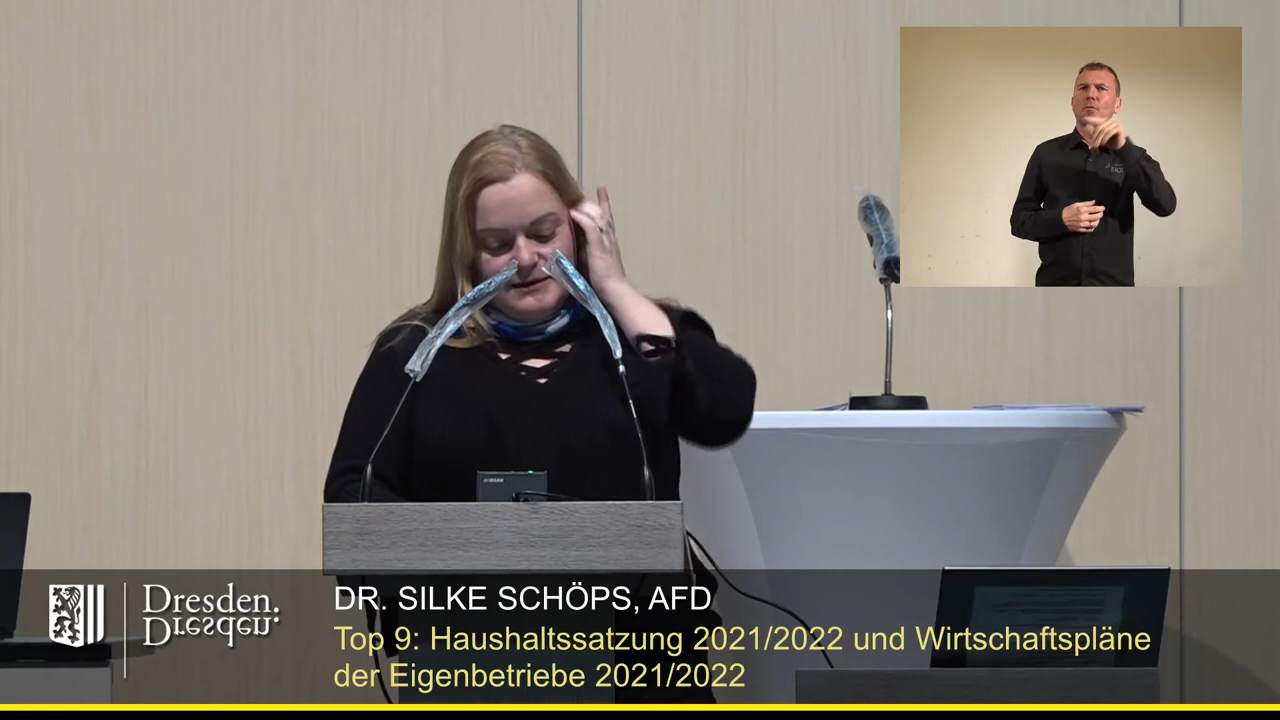 Dresden.
Dresden.
DR. SILKE SCHÖPS, AFD
Top 9: Haushaltssatzung 2021/2022 und Wirtschaftspläne
der Eigenbetriebe 2021/2022